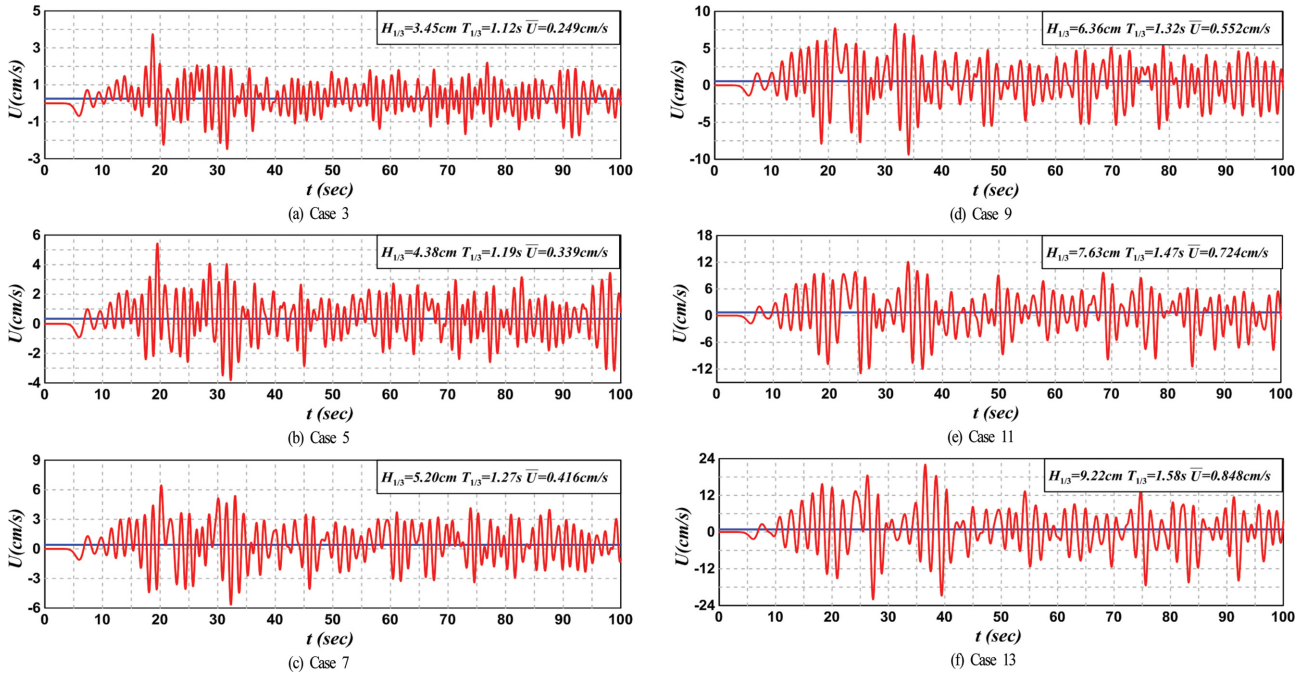 H1/3=3.45cm T1/3=1.12s U̅=0.249cm/s
U(cm/s)
5
3
1
-1
-3
0 10 20 30 40 50 60 70 80 90 100
t (sec)
(a) Case 3
H1/3=4.38cm T1/3=1.19s U̅=0.339cm/s
U(cm/s)
6
4
2
0
-2
-4
0 10 20 30 40 50 60 70 80 90 100
t (sec)
(b) Case 5
H1/3=5.20cm T1/3=1.27s U̅=0.416cm/s
U(cm/s)
9
6
3
0
-3
-6
0 10 20 30 40 50 60 70 80 90 100
t (sec)
(c) Case 7
H1/3=6.36cm T1/3=1.32s U̅=0.552cm/s
U(cm/s)
10
5
0
-5
-10
0 10 20 30 40 50 60 70 80 90 100
t (sec)
(d) Case 9
H1/3=7.63cm T1/3=1.47s U̅=0.724cm/s
U(cm/s)
18
12
6
0
-6
-12
0 10 20 30 40 50 60 70 80 90 100
t (sec)
(e) Case 11
H1/3=9.22cm T1/3=1.58s U̅=0.848cm/s
U(cm/s)
24
12
0
-12
-24
0 10 20 30 40 50 60 70 80 90 100
t (sec)
(f) Case 13